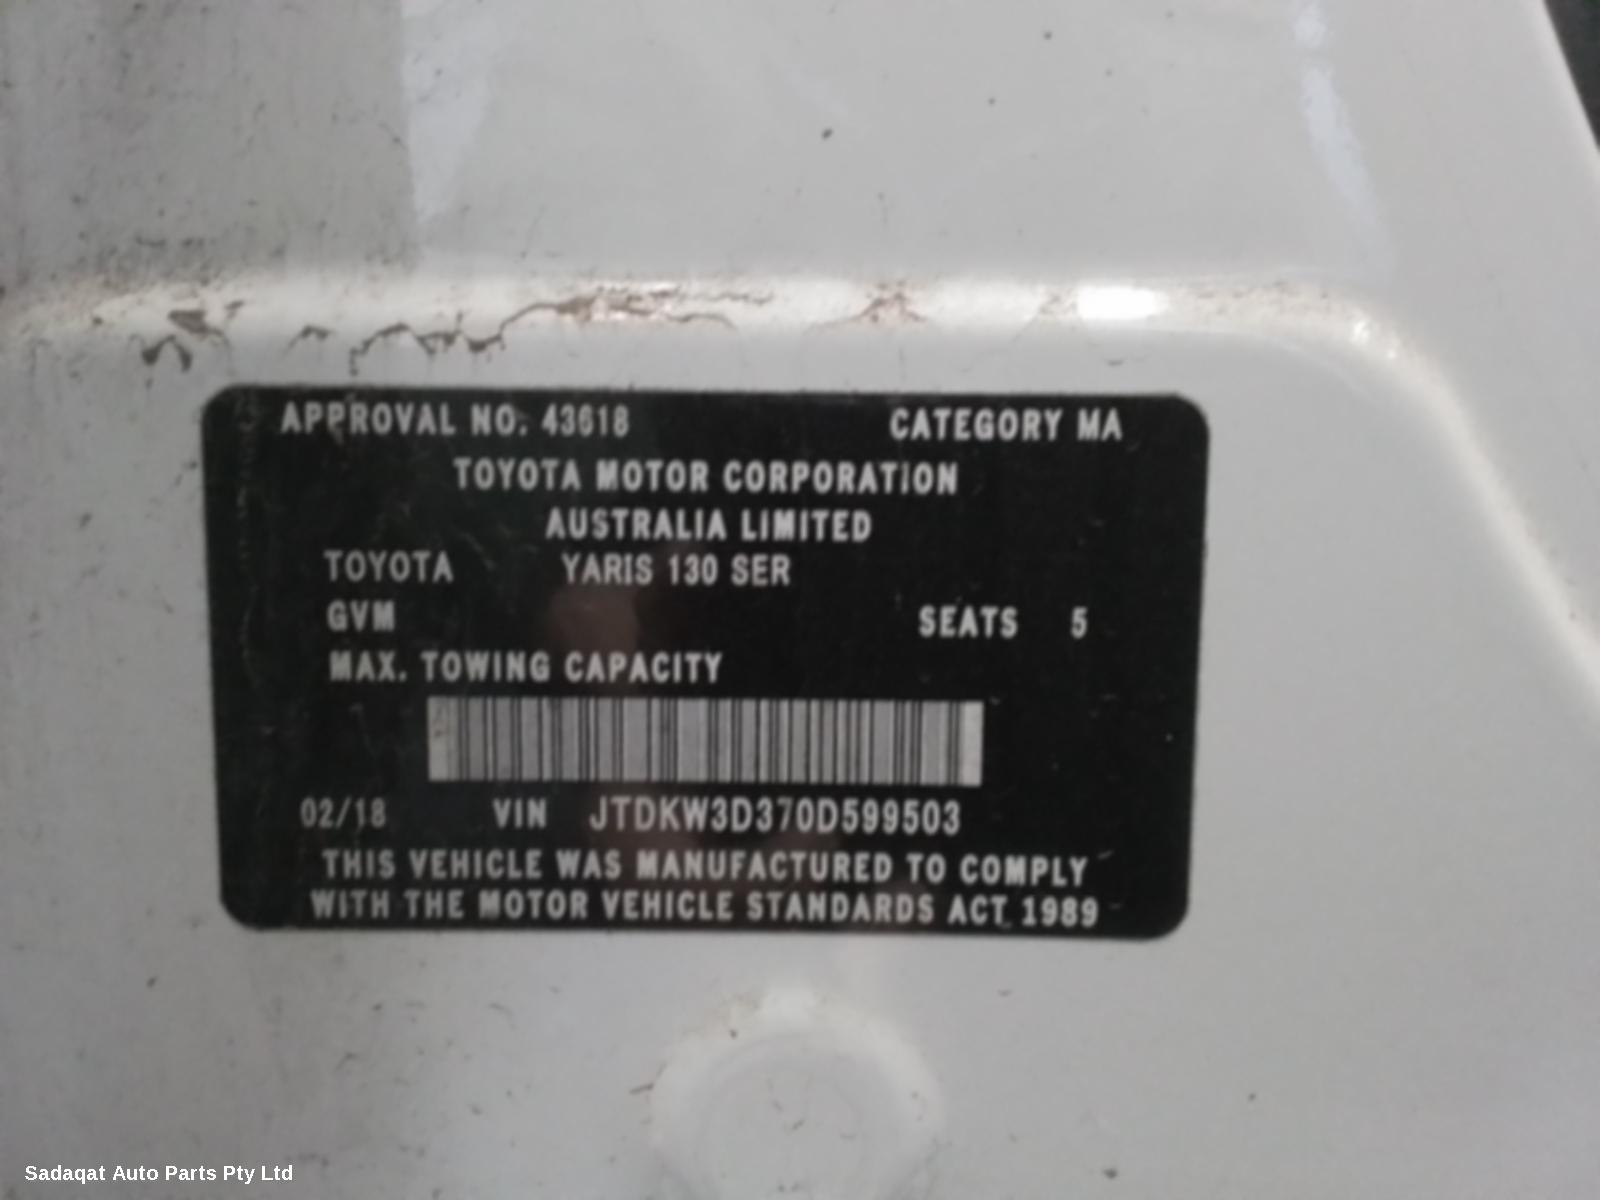 APPROVAL NO. 43618 CATEGORY MA
TOYOTA MOTOR CORPORATION
AUSTRALIA LIMITED
TOYOTA YARIS 130 SER
GVM SEATS 5
MAX. TOWING CAPACITY
02/18 VIN JTDKW3D370D599503
THIS VEHICLE WAS MANUFACTURED TO COMPLY
WITH THE MOTOR VEHICLE STANDARDS ACT 1989
Sadaqat Auto Parts Pty Ltd